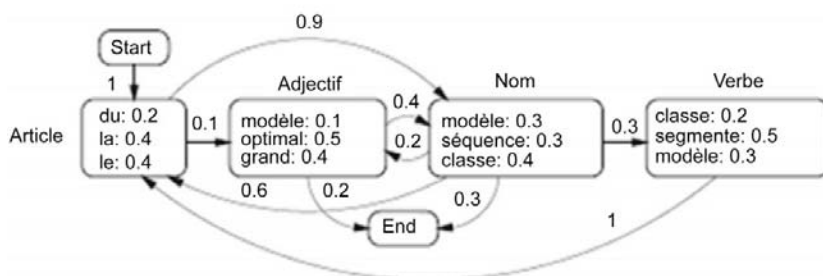 0.9
Start
1
Adjectif
Nom
Verbe
Article
du: 0.2
la: 0.4
le: 0.4
0.1
modèle: 0.1
optimal: 0.5
grand: 0.4
0.4
0.2
modèle: 0.3
séquence: 0.3
classe: 0.4
0.3
classe: 0.2
segmente: 0.5
modèle: 0.3
0.6
0.2
0.3
End
1